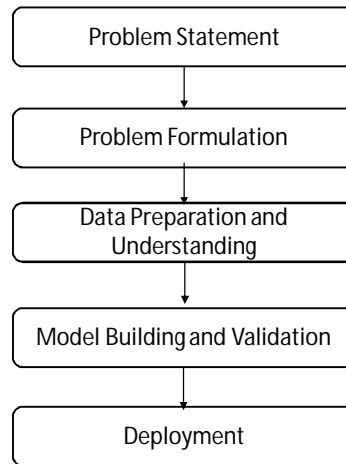 Problem Statement
Problem Formulation
Data Preparation and
Understanding
Model Building and Validation
Deployment